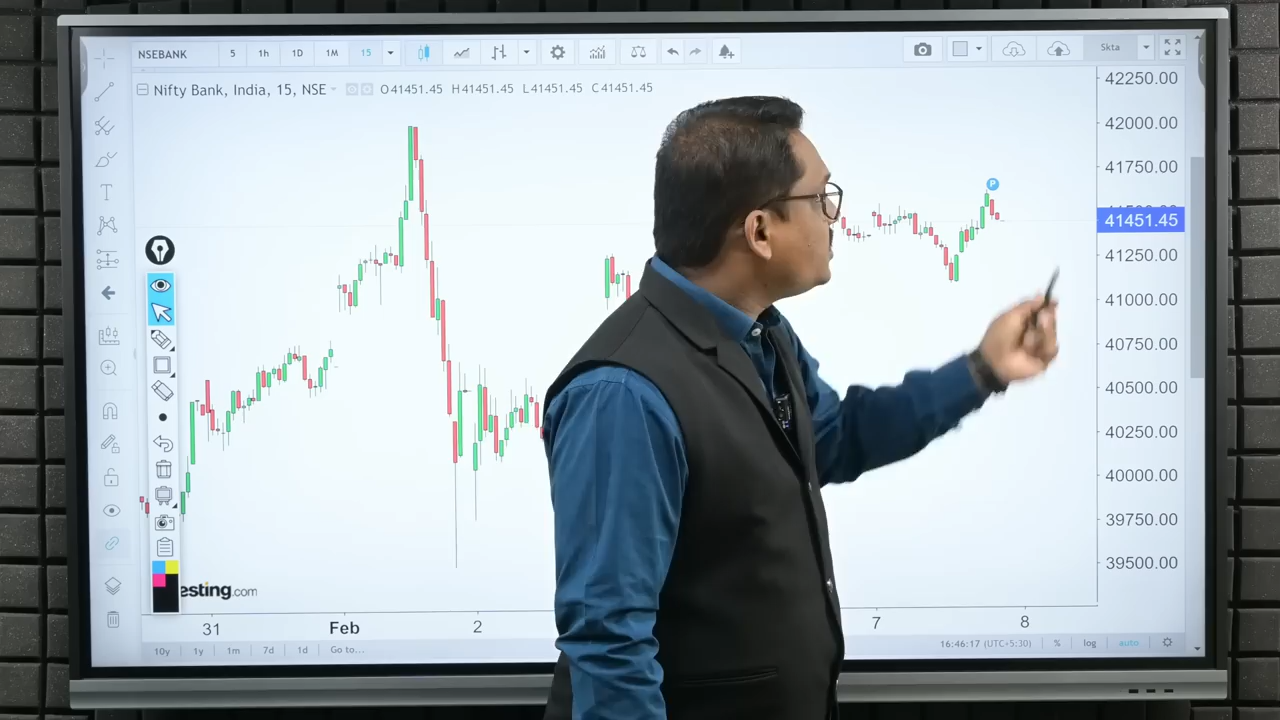 NSEBANK 5 1h 1D 1M 15 Skta
Nifty Bank, India, 15, NSE O41451.45 H41451.45 L41451.45 C41451.45
42250.00
42000.00
41750.00
P
41451.45
41250.00
41000.00
40750.00
40500.00
40250.00
40000.00
39750.00
39500.00
esting.com
31 Feb 2 7 8
10y 1y 1m 7d 1d Go to... 16:46:17 (UTC+5:30) % log auto